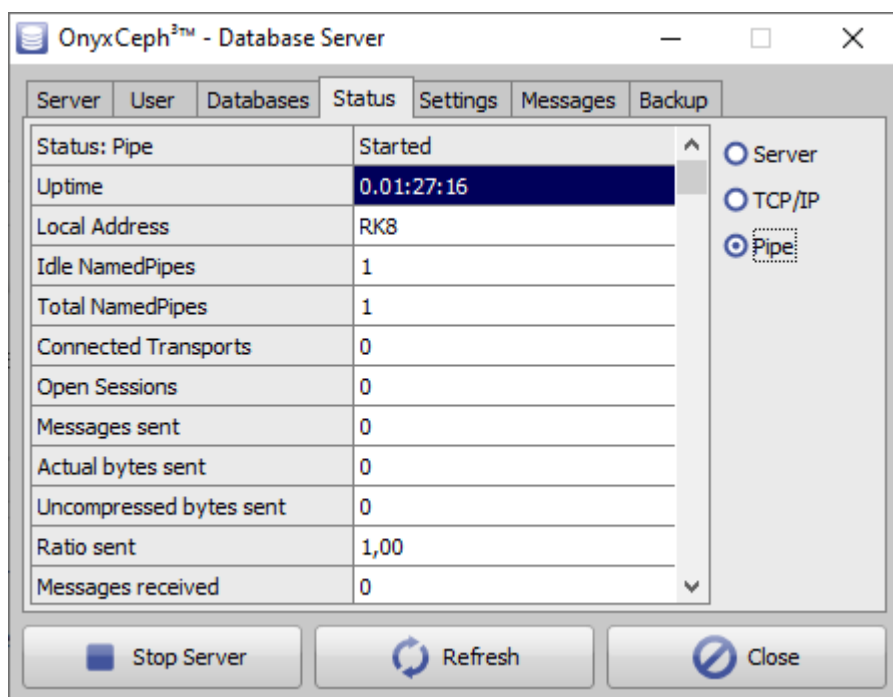 OnyxCeph³™ - Database Server
Server User Databases Status Settings Messages Backup
Status: Pipe Started
Uptime 0.01:27:16
Local Address RK8
Idle NamedPipes 1
Total NamedPipes 1
Connected Transports 0
Open Sessions 0
Messages sent 0
Actual bytes sent 0
Uncompressed bytes sent 0
Ratio sent 1,00
Messages received 0
Server
TCP/IP
Pipe
Stop Server Refresh Close